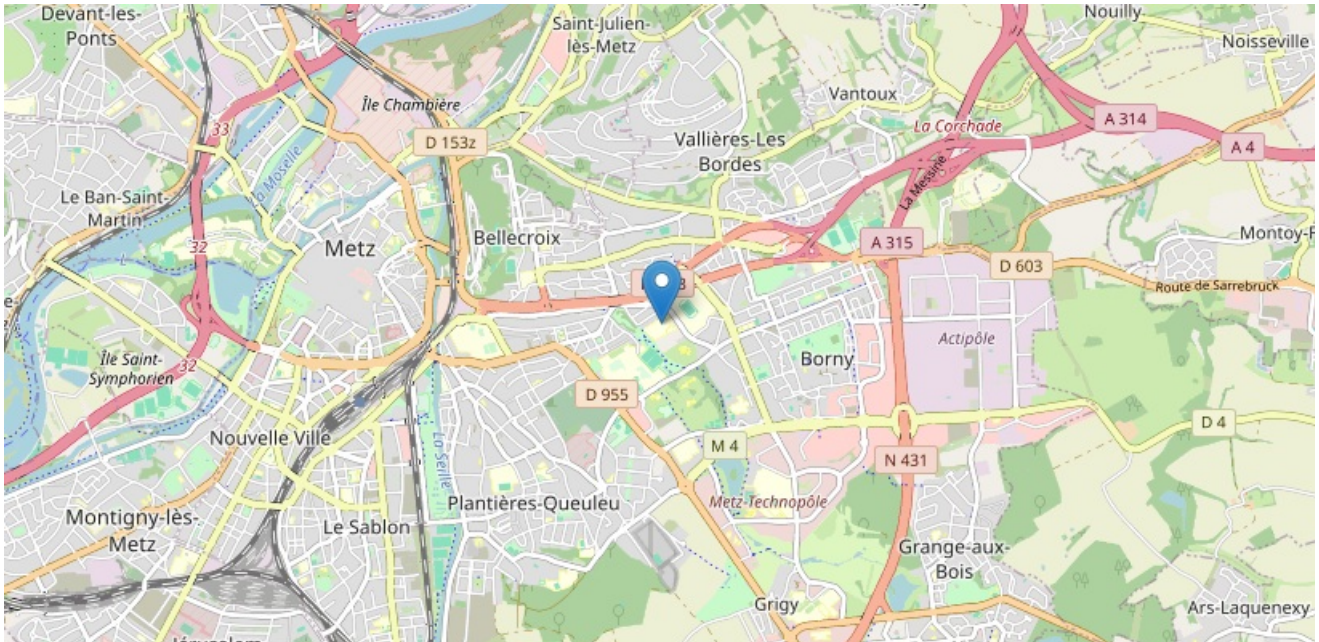 Devant-les-
Ponts
Saint-Julien-
lès-Metz
Nouilly
Noisseville
Île Chambière
Vantoux
33
D 153z
La Corchade
A 314
A 4
Vallières-Les
Bordes
La Moselle
La Messine
Le Ban-Saint-
Martin
32
Metz
Bellecroix
A 315
Montoy-F
D 603
Route de Sarrebruck
3
Île Saint-
Symphorien
32
Borny
Actipôle
D 955
D 4
Nouvelle Ville
La Seille
M 4
N 431
Metz-Technopôle
Plantières-Queuleu
Montigny-lès-
Metz
Le Sablon
Grange-aux-
Bois
Grigy
Ars-Laquenexy